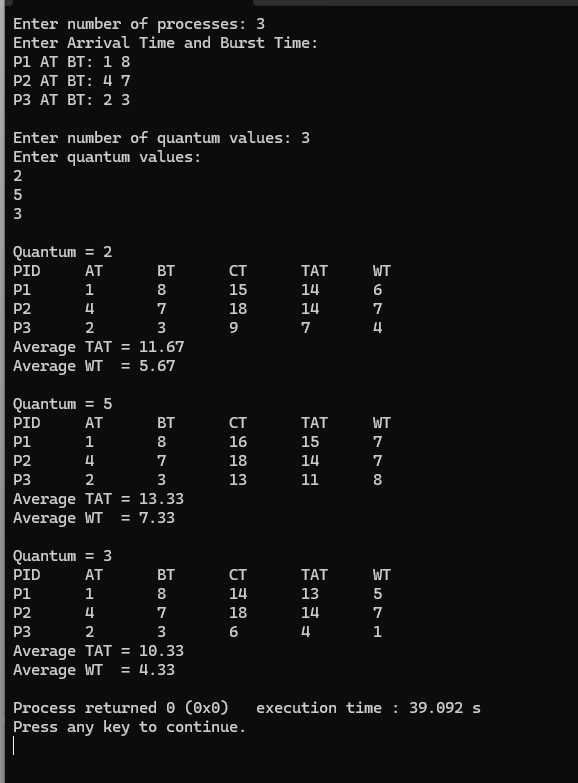 Enter number of processes: 3
Enter Arrival Time and Burst Time:
P1 AT BT: 1 8
P2 AT BT: 4 7
P3 AT BT: 2 3
Enter number of quantum values: 3
Enter quantum values:
2
5
3
Quantum = 2
PID AT BT CT TAT WT
P1 1 8 15 14 6
P2 4 7 18 14 7
P3 2 3 9 7 4
Average TAT = 11.67
Average WT  = 5.67
Quantum = 5
PID AT BT CT TAT WT
P1 1 8 16 15 7
P2 4 7 18 14 7
P3 2 3 13 11 8
Average TAT = 13.33
Average WT  = 7.33
Quantum = 3
PID AT BT CT TAT WT
P1 1 8 14 13 5
P2 4 7 18 14 7
P3 2 3 6 4 1
Average TAT = 10.33
Average WT  = 4.33
Process returned 0 (0x0)   execution time : 39.092 s
Press any key to continue.